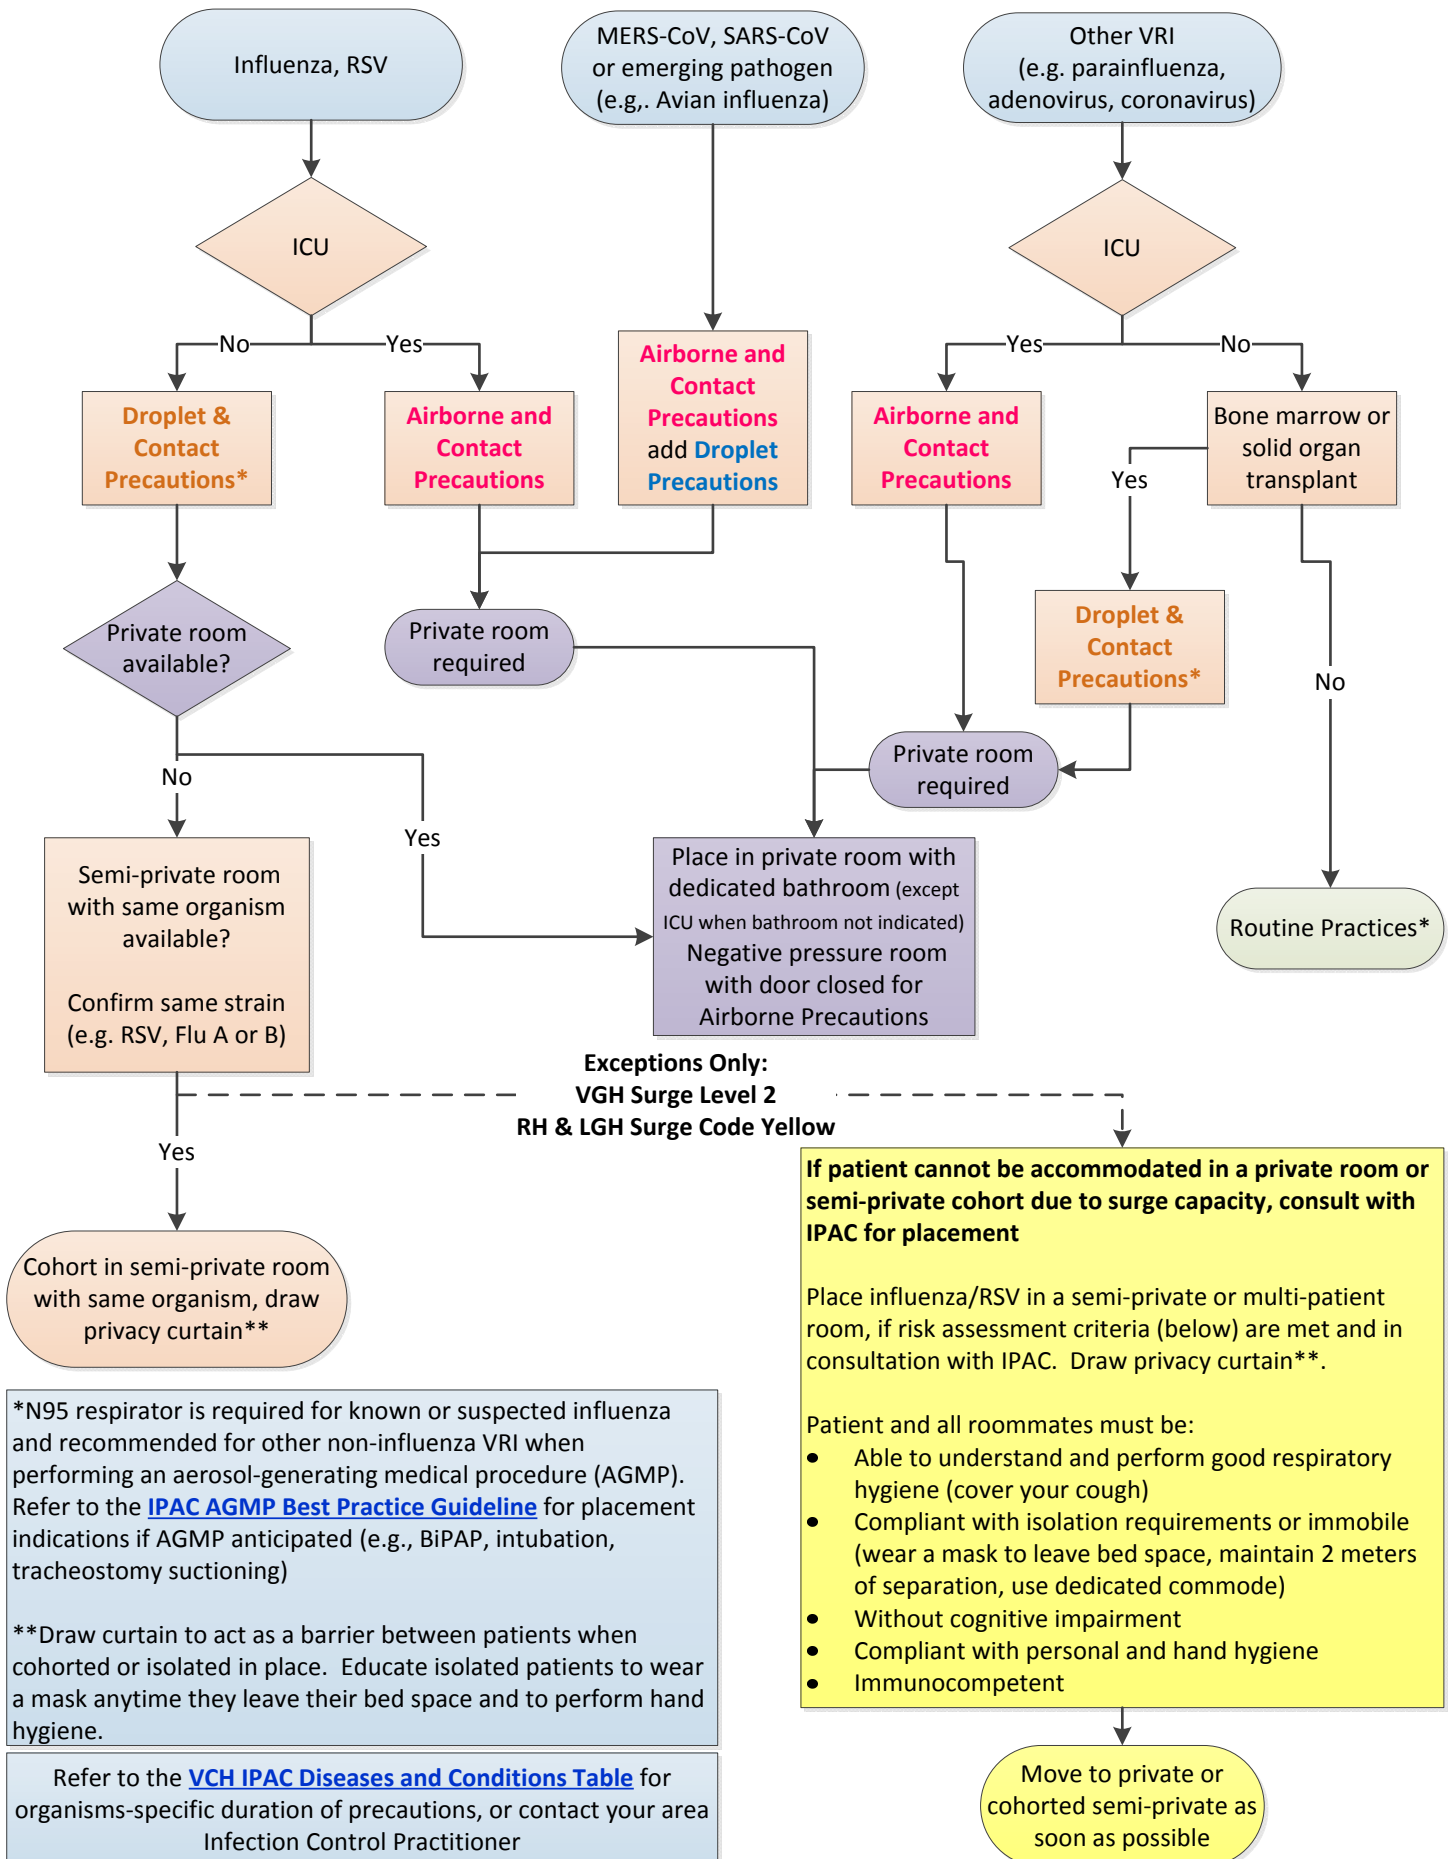 Influenza, RSV
MERS-CoV, SARS-CoV
or emerging pathogen
(e.g,. Avian influenza)
Other VRI
(e.g. parainfluenza,
adenovirus, coronavirus)
ICU
ICU
No
Yes
Yes
No
Droplet &
Contact
Precautions*
Airborne and
Contact
Precautions
Airborne and
Contact
Precautions
add Droplet
Precautions
Airborne and
Contact
Precautions
Bone marrow or
solid organ
transplant
Yes
No
Private room
available?
Private room
required
Droplet &
Contact
Precautions*
Private room
required
No
Yes
Semi-private room
with same organism
available?
Confirm same strain
(e.g. RSV, Flu A or B)
Place in private room with
dedicated bathroom (except
ICU when bathroom not indicated)
Negative pressure room
with door closed for
Airborne Precautions
Routine Practices*
Exceptions Only:
VGH Surge Level 2
RH & LGH Surge Code Yellow
Yes
Cohort in semi-private room
with same organism, draw
privacy curtain**
If patient cannot be accommodated in a private room or
semi-private cohort due to surge capacity, consult with
IPAC for placement
Place influenza/RSV in a semi-private or multi-patient
room, if risk assessment criteria (below) are met and in
consultation with IPAC.  Draw privacy curtain**.
Patient and all roommates must be:
• Able to understand and perform good respiratory
hygiene (cover your cough)
• Compliant with isolation requirements or immobile
(wear a mask to leave bed space, maintain 2 meters
of separation, use dedicated commode)
• Without cognitive impairment
• Compliant with personal and hand hygiene
• Immunocompetent
*N95 respirator is required for known or suspected influenza
and recommended for other non-influenza VRI when
performing an aerosol-generating medical procedure (AGMP).
Refer to the IPAC AGMP Best Practice Guideline for placement
indications if AGMP anticipated (e.g., BiPAP, intubation,
tracheostomy suctioning)
**Draw curtain to act as a barrier between patients when
cohorted or isolated in place.  Educate isolated patients to wear
a mask anytime they leave their bed space and to perform hand
hygiene.
Refer to the VCH IPAC Diseases and Conditions Table for
organisms-specific duration of precautions, or contact your area
Infection Control Practitioner
Move to private or
cohorted semi-private as
soon as possible